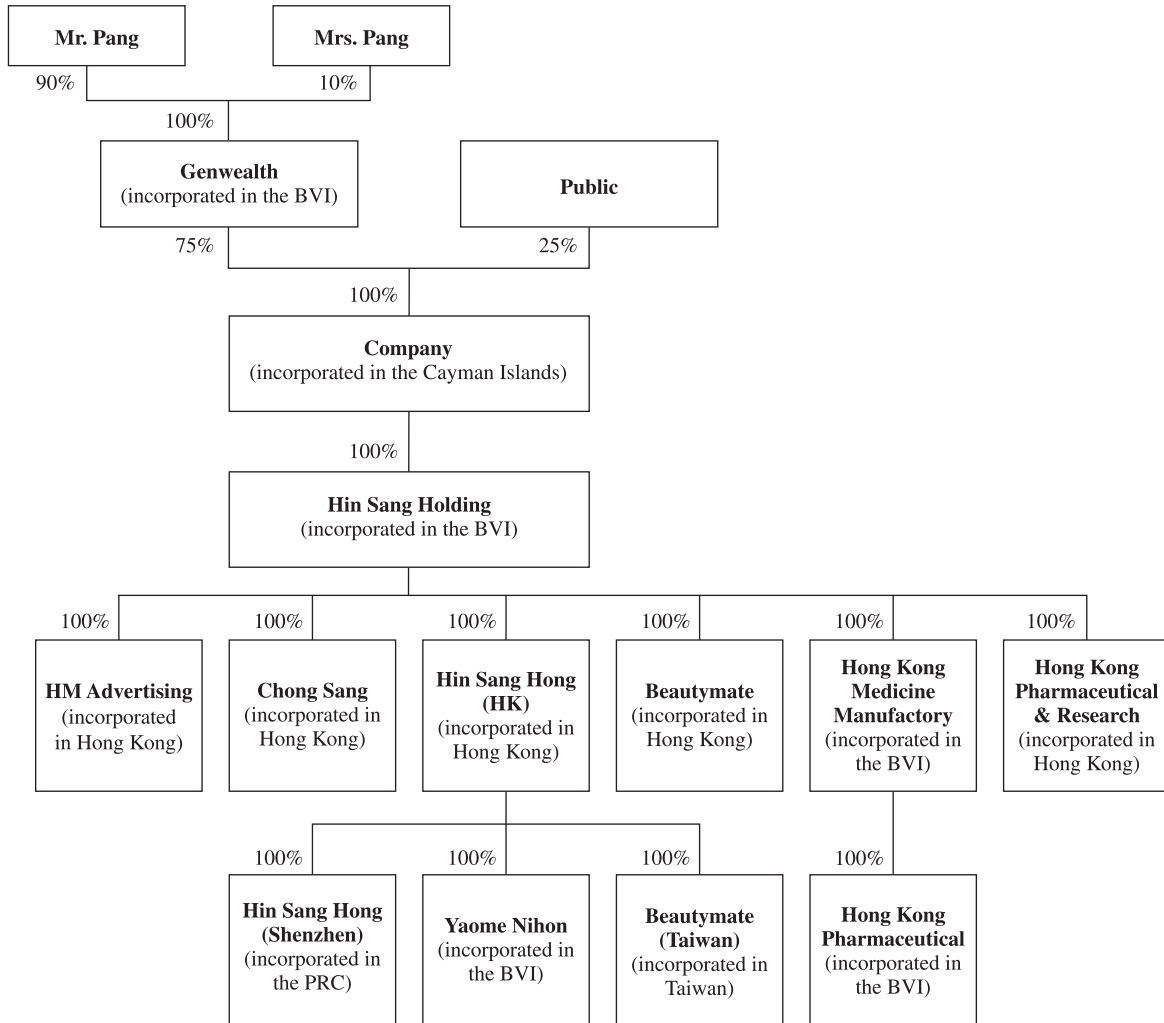 Mr. Pang
Mrs. Pang
90%
10%
100%
Genwealth
(incorporated in the BVI)
Public
75%
25%
100%
Company
(incorporated in the Cayman Islands)
100%
Hin Sang Holding
(incorporated in the BVI)
100%
100%
100%
100%
100%
100%
HM Advertising
(incorporated
in Hong Kong)
Chong Sang
(incorporated in
Hong Kong)
Hin Sang Hong
(HK)
(incorporated in
Hong Kong)
Beautymate
(incorporated in
Hong Kong)
Hong Kong
Medicine
Manufactory
(incorporated in
the BVI)
Hong Kong
Pharmaceutical
& Research
(incorporated in
Hong Kong)
100%
100%
100%
100%
Hin Sang Hong
(Shenzhen)
(incorporated in
the PRC)
Yaome Nihon
(incorporated in
the BVI)
Beautymate
(Taiwan)
(incorporated in
Taiwan)
Hong Kong
Pharmaceutical
(incorporated in
the BVI)